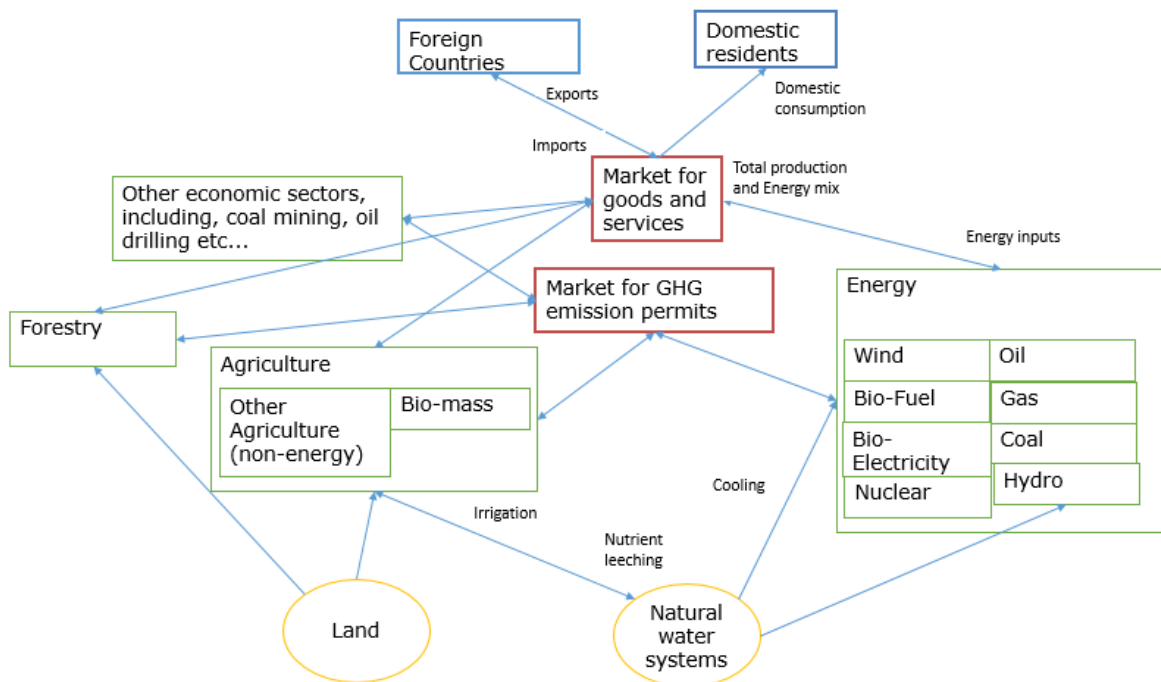 Foreign
Countries
Domestic
residents
Exports
Domestic
consumption
Imports
Market for
goods and
services
Total production
and Energy mix
Other economic sectors,
including, coal mining, oil
drilling etc...
Energy inputs
Market for GHG
emission permits
Energy
Forestry
Agriculture
Other
Agriculture
(non-energy)
Bio-mass
Wind
Oil
Bio-Fuel
Gas
Bio-
Electricity
Coal
Nuclear
Hydro
Cooling
Irrigation
Nutrient
leeching
Land
Natural
water
systems